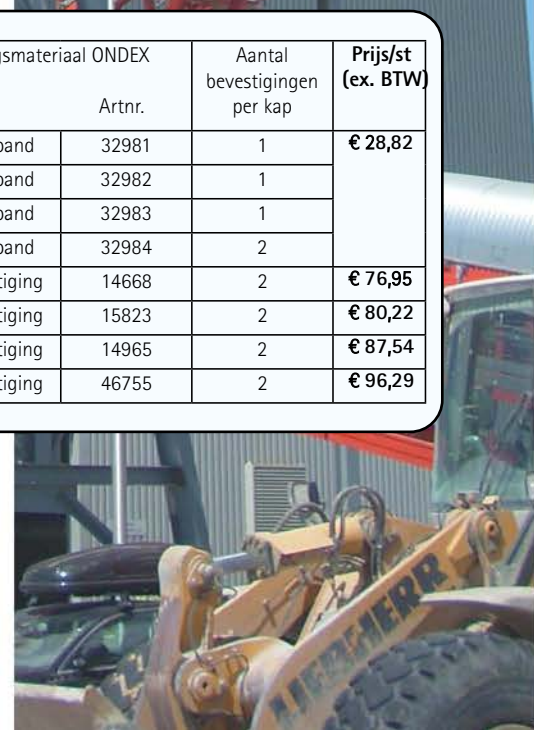 gsmateriaal ONDEX Aantal Prijs/st
bevestigingen (ex. BTW)
Artnr. per kap
band 32981 1 € 28,82
band 32982 1
band 32983 1
band 32984 2
tiging 14668 2 € 76,95
tiging 15823 2 € 80,22
tiging 14965 2 € 87,54
tiging 46755 2 € 96,29
LIEBHERR